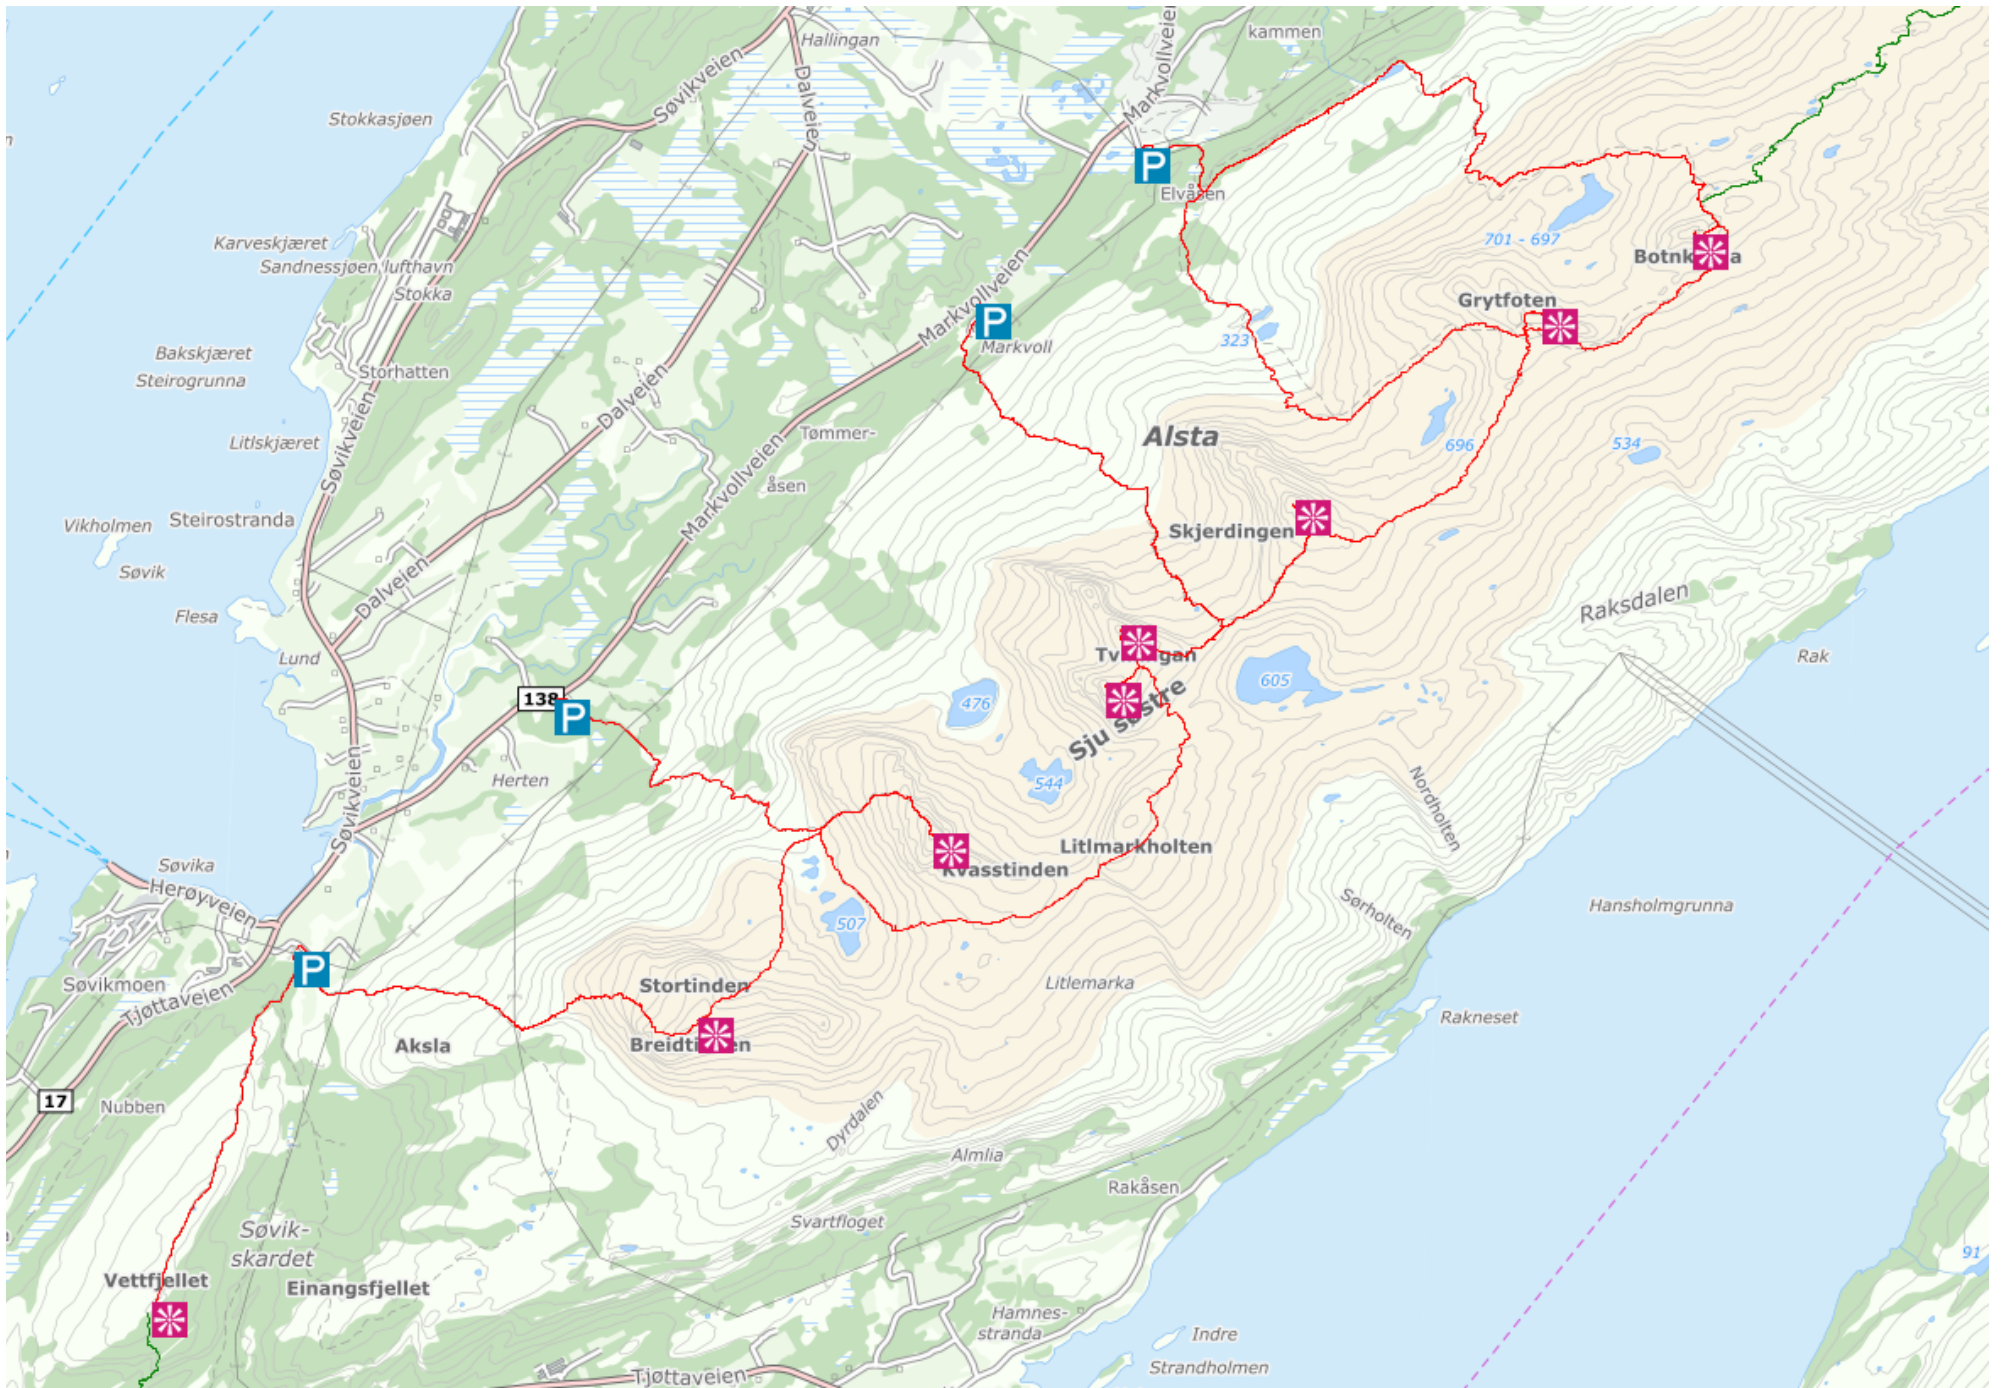 Hallingan
kammen
Markvollveien
Søvikveien
Dalveien
Stokkasjøen
P
Elvåsen
701 - 697
Karveskjæret
Sandnessjøen lufthavn
Stokka
Grytfoten
P
Markvollveien
Markvoll
323
Bakskjæret
Steirogrunna
Storhatten
Dalveien
Søvikveien
Litlskjæret
Tømmer-
åsen
Alsta
696
534
Markvollveien
Vikholmen
Steirostranda
Skjerdingen
Søvik
Dalveien
Flesa
Raksdalen
Lund
Rak
605
138
P
476
Sju søstre
544
Herten
Nordholten
Søvikveien
Litlmarkholten
Kvasstinden
Søvika
Herøyveien
Sørholten
Hansholmgrunna
507
P
Søvikmoen
Tjøttaveien
Stortinden
Litlemarka
Rakneset
Aksla
17
Nubben
Dyrdalen
Almlia
Rakåsen
Svartfloget
Søvik-
skardet
91
Vettfjellet
Einangsfjellet
Hamnes-
stranda
Indre
Strandholmen
Tjøttaveien